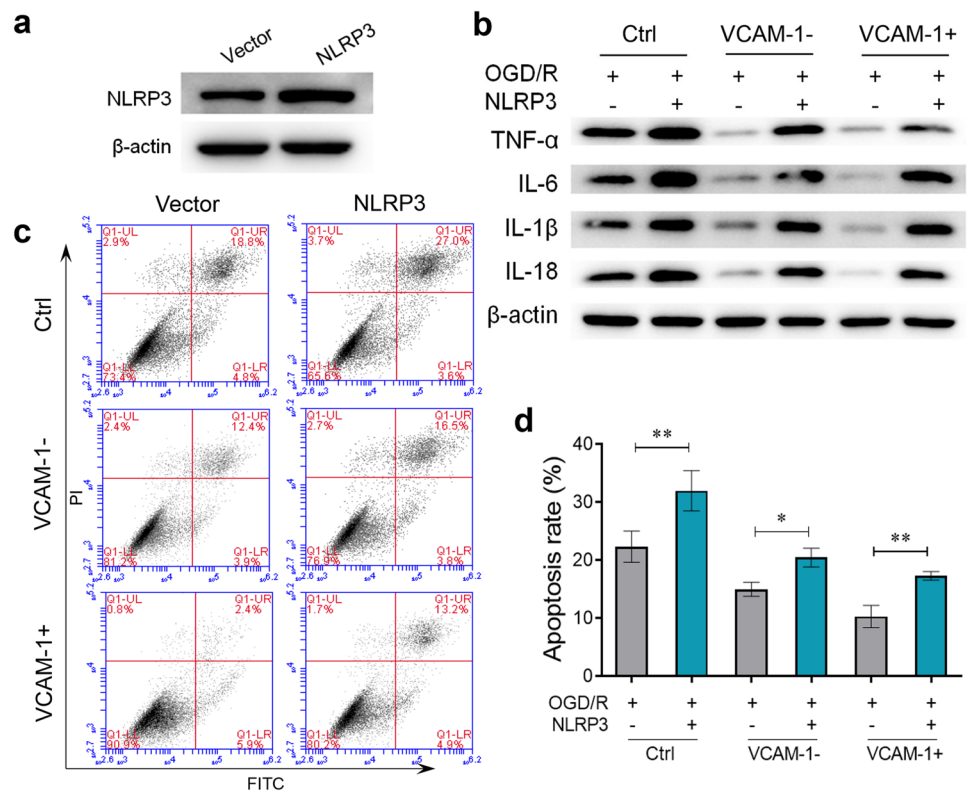 a
Vector NLRP3
NLRP3
β-actin
b
Ctrl VCAM-1- VCAM-1+
OGD/R + + + + + +
NLRP3 - + - + - +
TNF-α
IL-6
IL-1β
IL-18
β-actin
c
Vector NLRP3
Ctrl
Q1-UL Q1-UR
2.9% 18.8%
Q1-LL Q1-LR
73.4% 4.8%
Q1-UL Q1-UR
3.7% 27.0%
Q1-LL Q1-LR
65.6% 3.6%
VCAM-1-
Q1-UL Q1-UR
2.4% 12.4%
Q1-LL Q1-LR
81.2% 3.9%
Q1-UL Q1-UR
2.7% 16.5%
Q1-LL Q1-LR
76.9% 3.8%
VCAM-1+
Q1-UL Q1-UR
0.8% 2.4%
Q1-LL Q1-LR
90.9% 5.9%
Q1-UL Q1-UR
1.7% 13.2%
Q1-LL Q1-LR
80.2% 4.9%
PI
FITC
d
Apoptosis rate (%)
40
30
20
10
0
** * **
OGD/R + + + + + +
NLRP3 - + - + - +
Ctrl VCAM-1- VCAM-1+